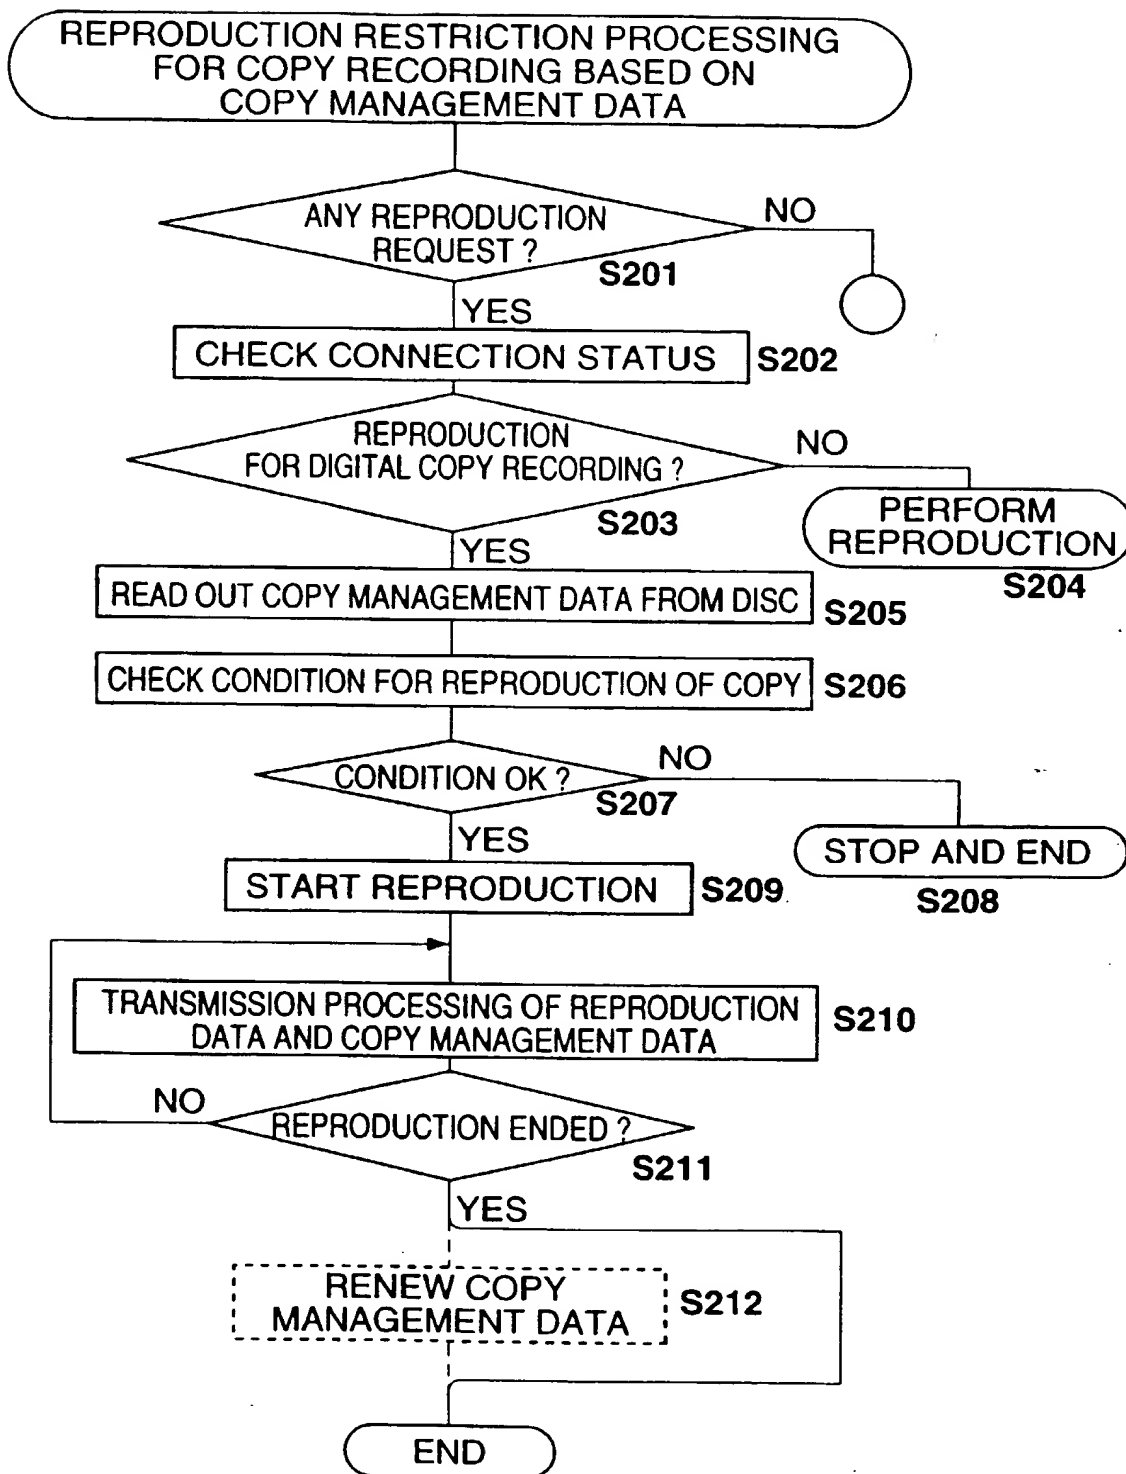 REPRODUCTION RESTRICTION PROCESSING
FOR COPY RECORDING BASED ON
COPY MANAGEMENT DATA
ANY REPRODUCTION
REQUEST ?
S201
NO
YES
CHECK CONNECTION STATUS
S202
REPRODUCTION
FOR DIGITAL COPY RECORDING ?
S203
NO
PERFORM
REPRODUCTION
S204
YES
READ OUT COPY MANAGEMENT DATA FROM DISC
S205
CHECK CONDITION FOR REPRODUCTION OF COPY
S206
CONDITION OK ?
S207
NO
STOP AND END
S208
YES
START REPRODUCTION
S209
TRANSMISSION PROCESSING OF REPRODUCTION
DATA AND COPY MANAGEMENT DATA
S210
NO
REPRODUCTION ENDED ?
S211
YES
RENEW COPY
MANAGEMENT DATA
S212
END